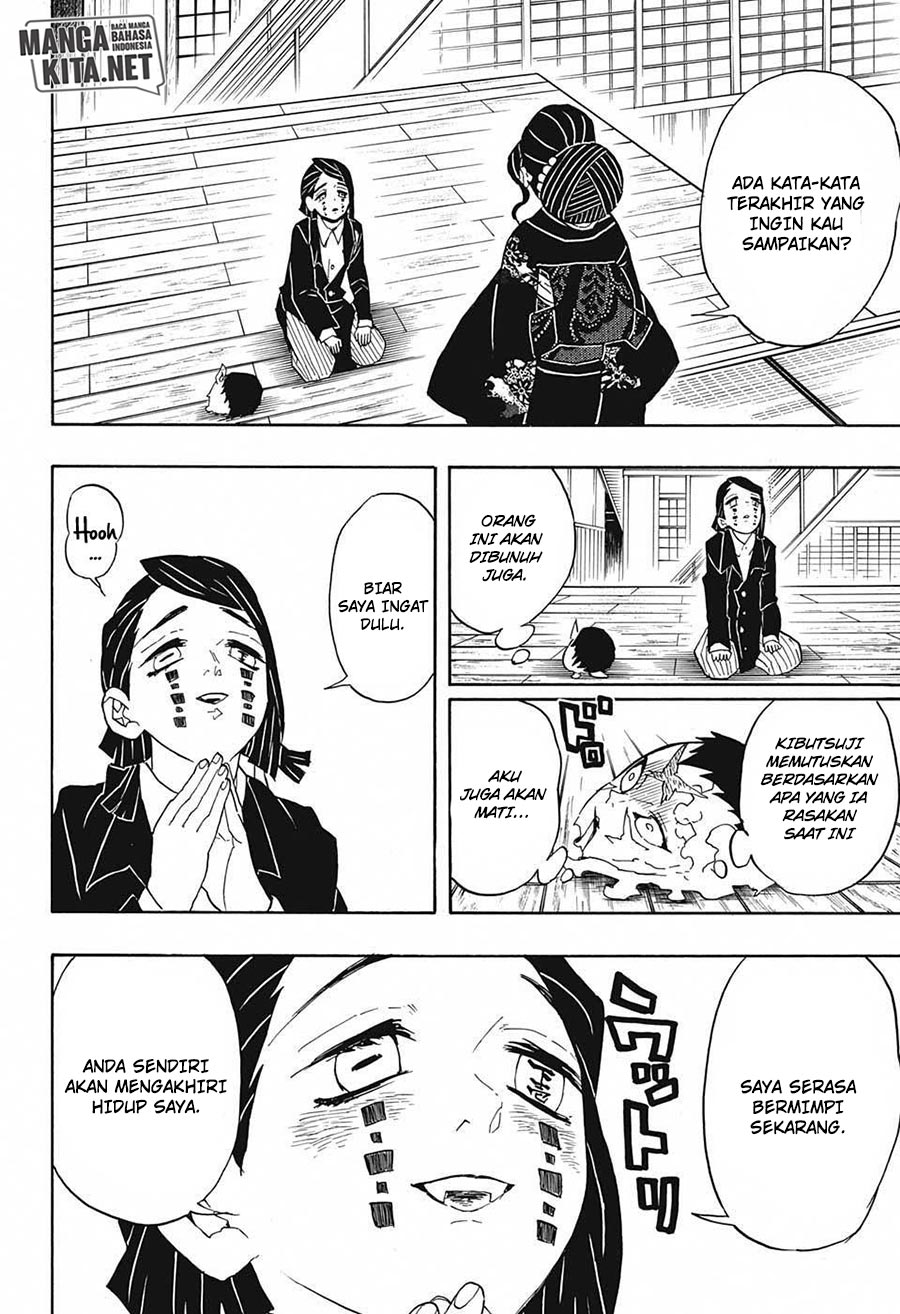 MANGA
KITA.NET
BACA MANGA
BAHASA
INDONESIA
ADA KATA-KATA
TERAKHIR YANG
INGIN KAU
SAMPAIKAN?
ORANG
INI AKAN
DIBUNUH
JUGA.
KIBUTSUJI
MEMUTUSKAN
BERDASARKAN
APA YANG IA
RASAKAN
SAAT INI
ドド
AKU
JUGA AKAN
MATI...
BIAR
SAYA INGAT
DULU.
Hooh
...
SAYA SERASA
BERMIMPI
SEKARANG.
ANDA SENDIRI
AKAN MENGAKHIRI
HIDUP SAYA.